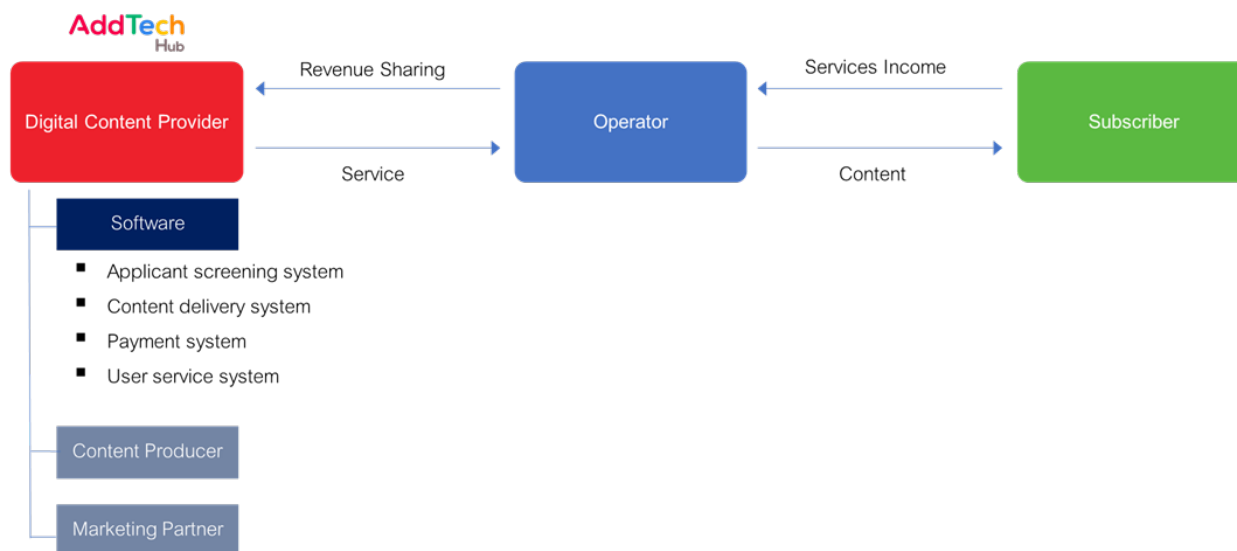 AddTech
Hub
Revenue Sharing
Services Income
Digital Content Provider
Operator
Subscriber
Service
Content
Software
▪ Applicant screening system
▪ Content delivery system
▪ Payment system
▪ User service system
Content Producer
Marketing Partner